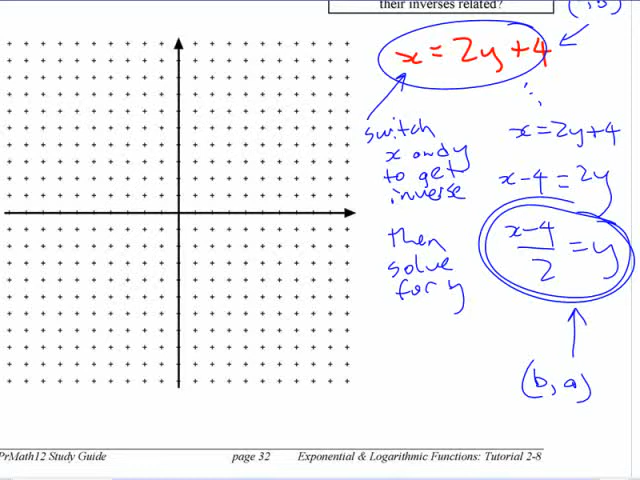 their inverses related?
x = 2y + 4
switch
x and y
to get
inverse
then
solve
for y
∴
x = 2y + 4
x - 4 = 2y
x - 4 / 2 = y
(b, a)
PrMath12 Study Guide page 32 Exponential & Logarithmic Functions: Tutorial 2-8